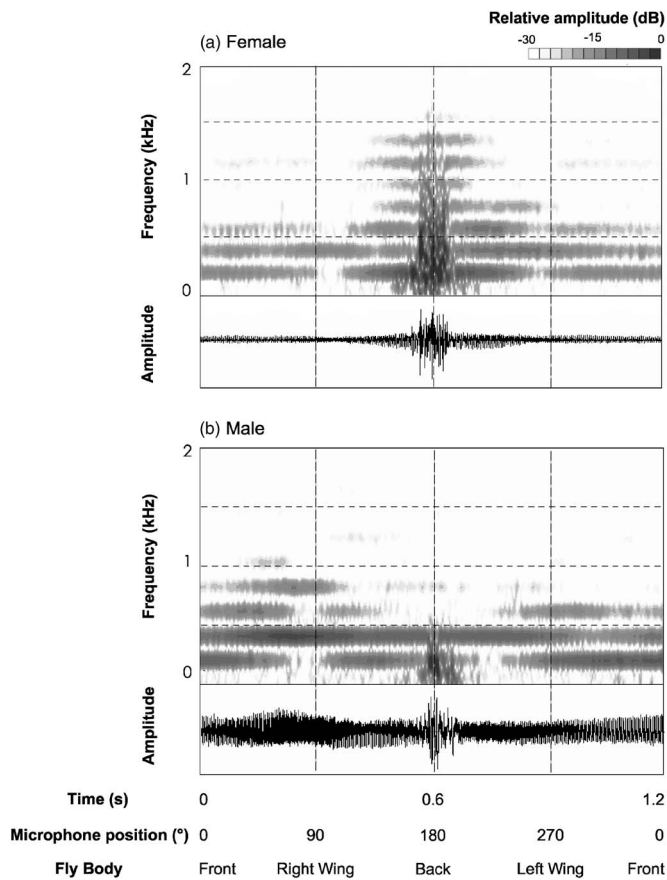 Relative amplitude (dB)
-30 -15 0
(a) Female
2
1
0
Frequency (kHz)
Amplitude
(b) Male
2
1
0
Frequency (kHz)
Amplitude
Time (s) 0 0.6 1.2
Microphone position (°) 0 90 180 270 0
Fly Body Front Right Wing Back Left Wing Front